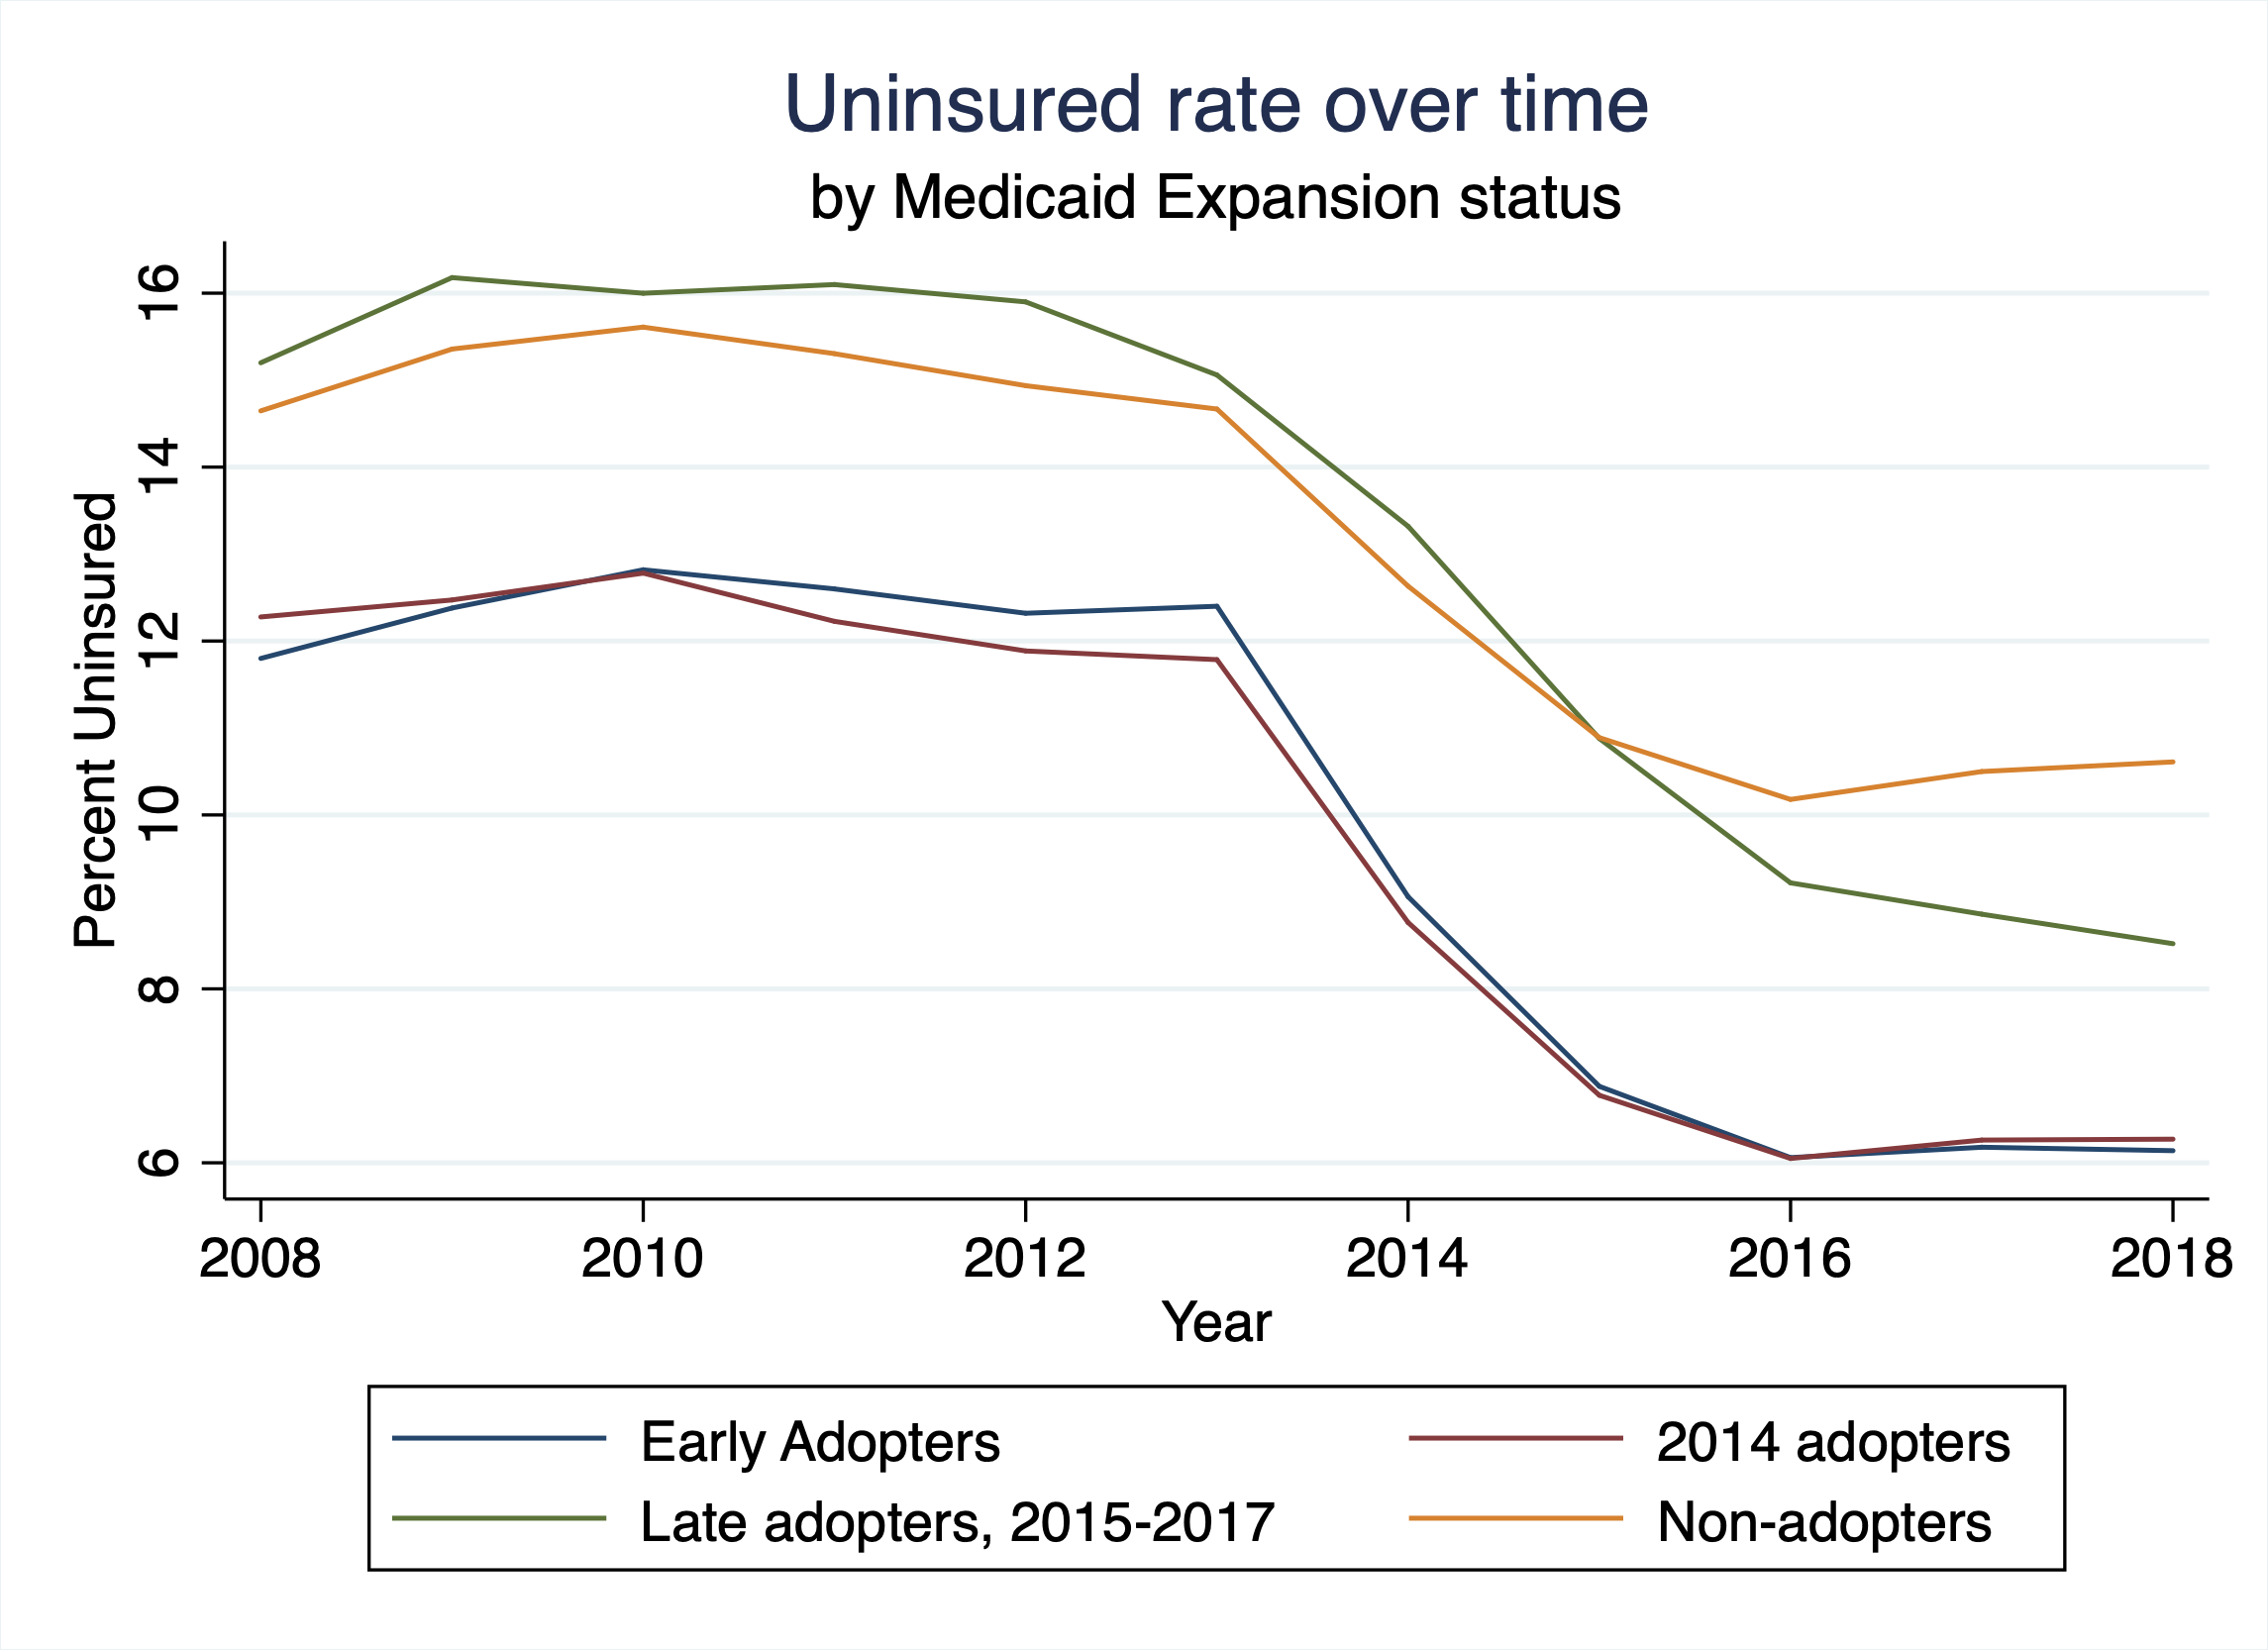 Uninsured rate over time
by Medicaid Expansion status
Percent Uninsured
16
14
12
10
8
6
2008 2010 2012 2014 2016 2018
Year
Early Adopters 2014 adopters
Late adopters, 2015-2017 Non-adopters